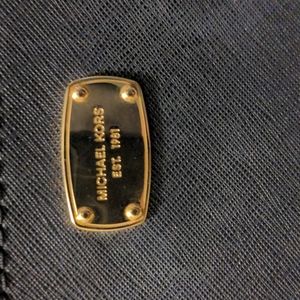 MICHAEL KORS
EST. 1981